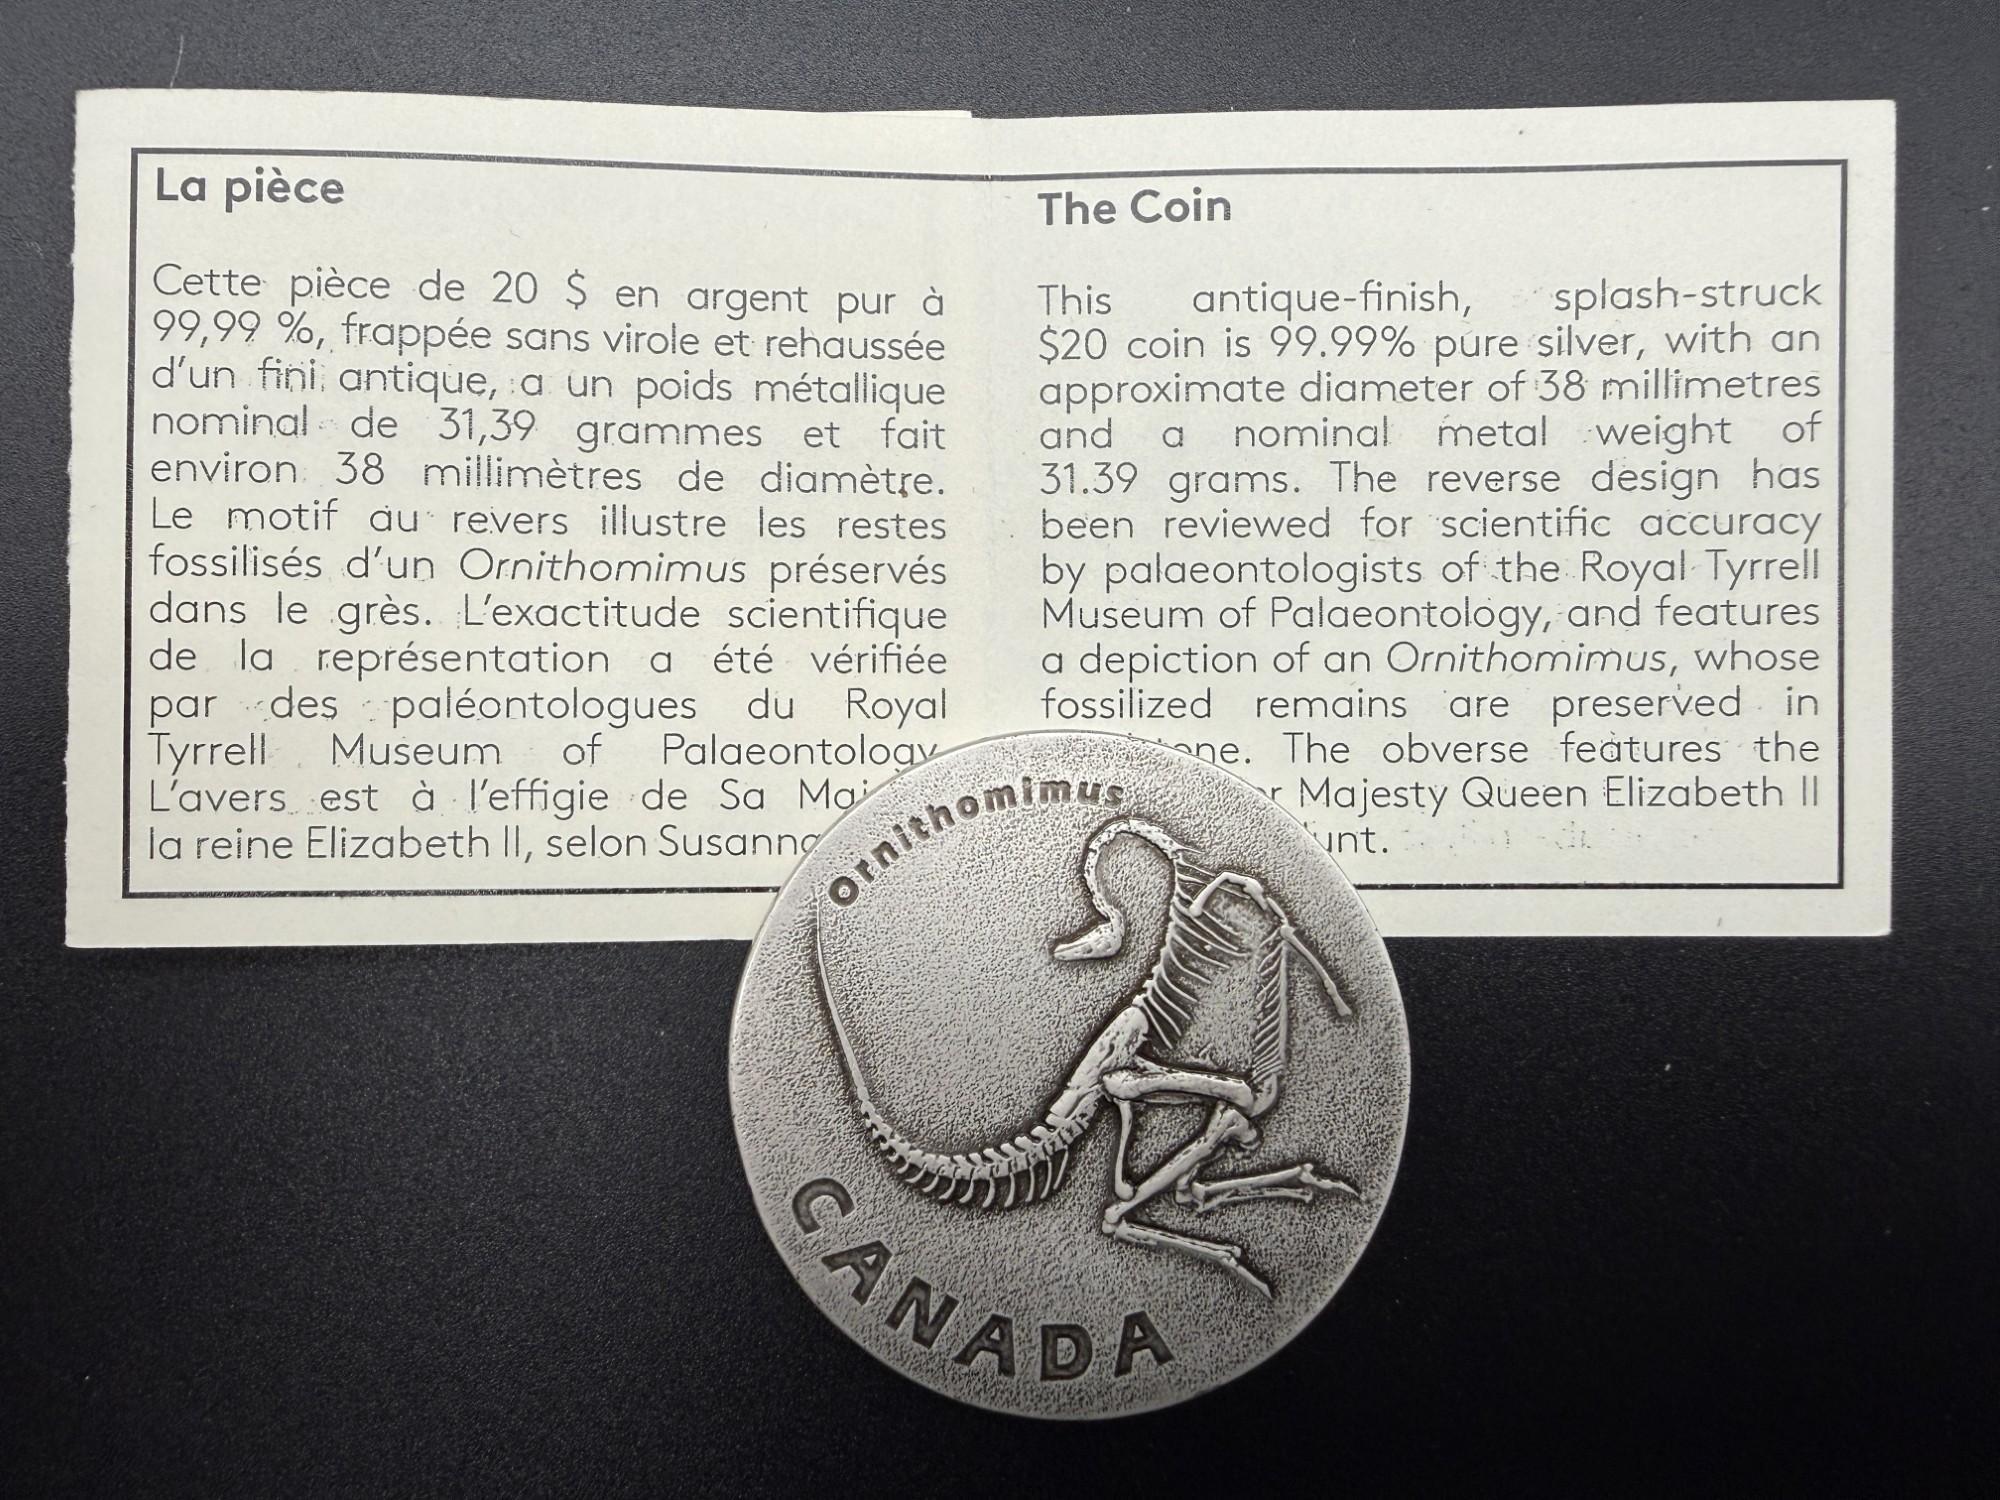 La pièce
Cette pièce de 20 $ en argent pur à
99,99 %, frappée sans virole et rehaussée
d'un fini antique, a un poids métallique
nominal de 31,39 grammes et fait
environ 38 millimètres de diamètre.
Le motif au revers illustre les restes
fossilisés d'un Ornithomimus préservés
dans le grès. L'exactitude scientifique
de la représentation a été vérifiée
par des paléontologues du Royal
Tyrrell Museum of Palaeontology
L'avers est à l'effigie de Sa
la reine Elizabeth II, selon
The Coin
This antique-finish, splash-struck
$20 coin is 99.99% pure silver, with an
approximate diameter of 38 millimetres
and a nominal metal weight of
31.39 grams. The reverse design has
been reviewed for scientific accuracy
by palaeontologists of the Royal Tyrrell
Museum of Palaeontology, and features
a depiction of an Ornithomimus, whose
fossilized remains are preserved in
The obverse features the
Majesty Queen Elizabeth II
Ornithomimus
CANADA